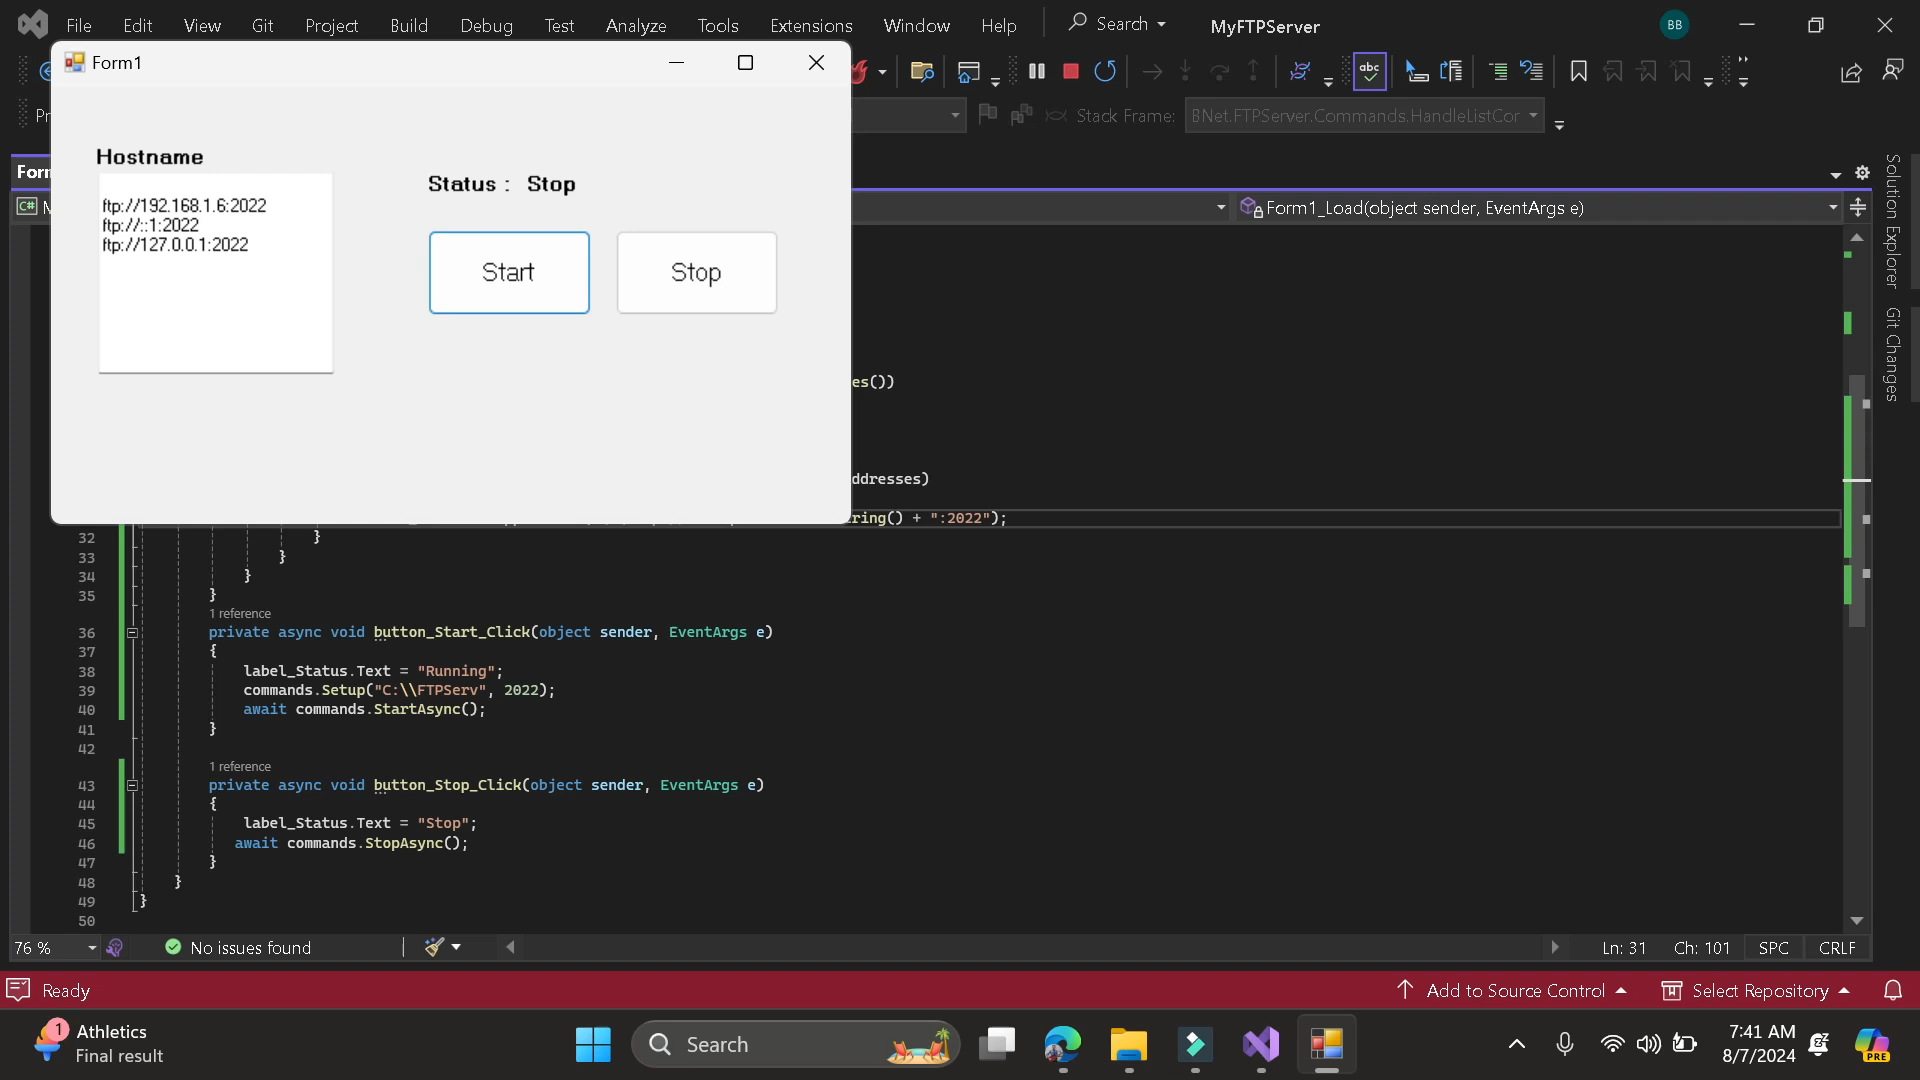 File Edit View Git Project Build Debug Test Analyze Tools Extensions Window Help Search MyFTPServer BB
Form1
abc
Stack Frame: BNet.FTPServer.Commands.HandleListCor
Hostname
Status : Stop
ftp://192.168.1.6:2022
ftp://::1:2022
ftp://127.0.0.1:2022
Start Stop
C# Form1_Load(object sender, EventArgs e)
Solution Explorer
Git Changes
es())
ddresses)
ring() + ":2022");
32 }
33 }
34 }
35 }
1 reference
36 private async void button_Start_Click(object sender, EventArgs e)
37 {
38 label_Status.Text = "Running";
39 commands.Setup("C:\\FTPServ", 2022);
40 await commands.StartAsync();
41 }
42
1 reference
43 private async void button_Stop_Click(object sender, EventArgs e)
44 {
45 label_Status.Text = "Stop";
46 await commands.StopAsync();
47 }
48 }
49 }
50
76 % No issues found Ln: 31 Ch: 101 SPC CRLF
Ready Add to Source Control Select Repository
1 Athletics
Final result
Search
7:41 AM
8/7/2024
PRE